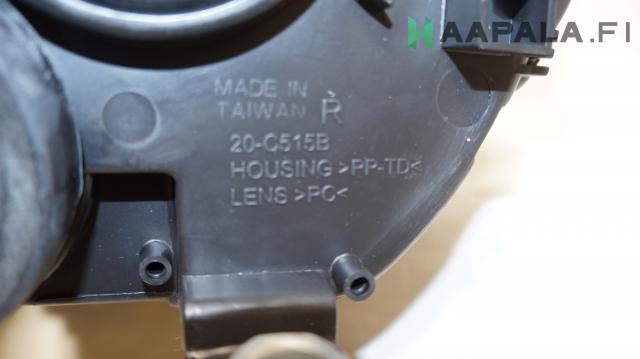 HAAPALA.FI
MADE IN
TAIWAN R
20-C515B
HOUSING >PP-TD<
LENS >PC<